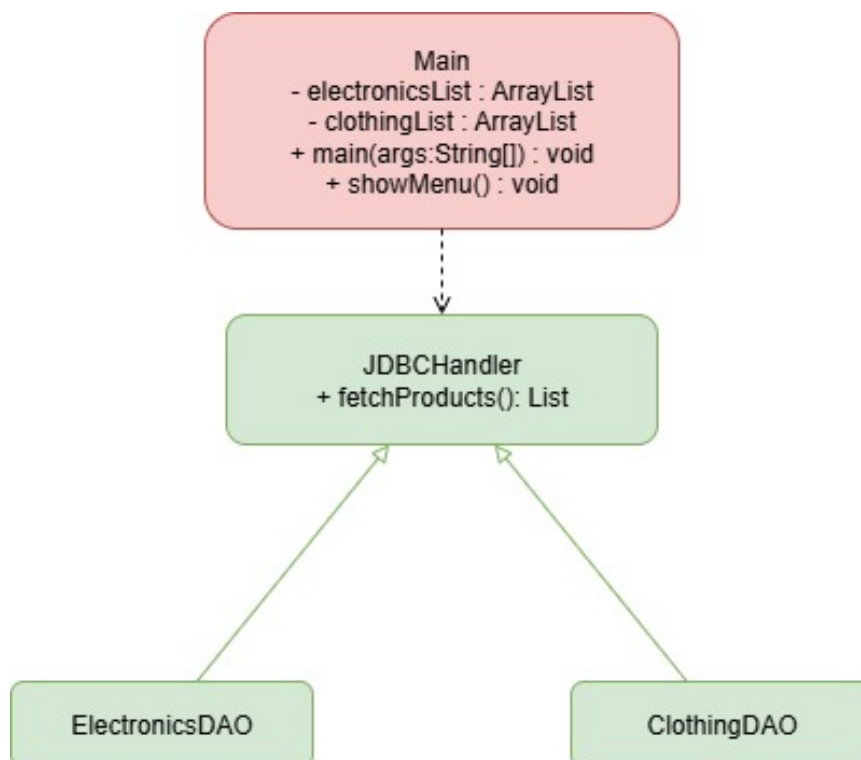 Main
- electronicsList : ArrayList
- clothingList : ArrayList
+ main(args:String[]) : void
+ showMenu() : void
JDBCHandler
+ fetchProducts(): List
ElectronicsDAO
ClothingDAO